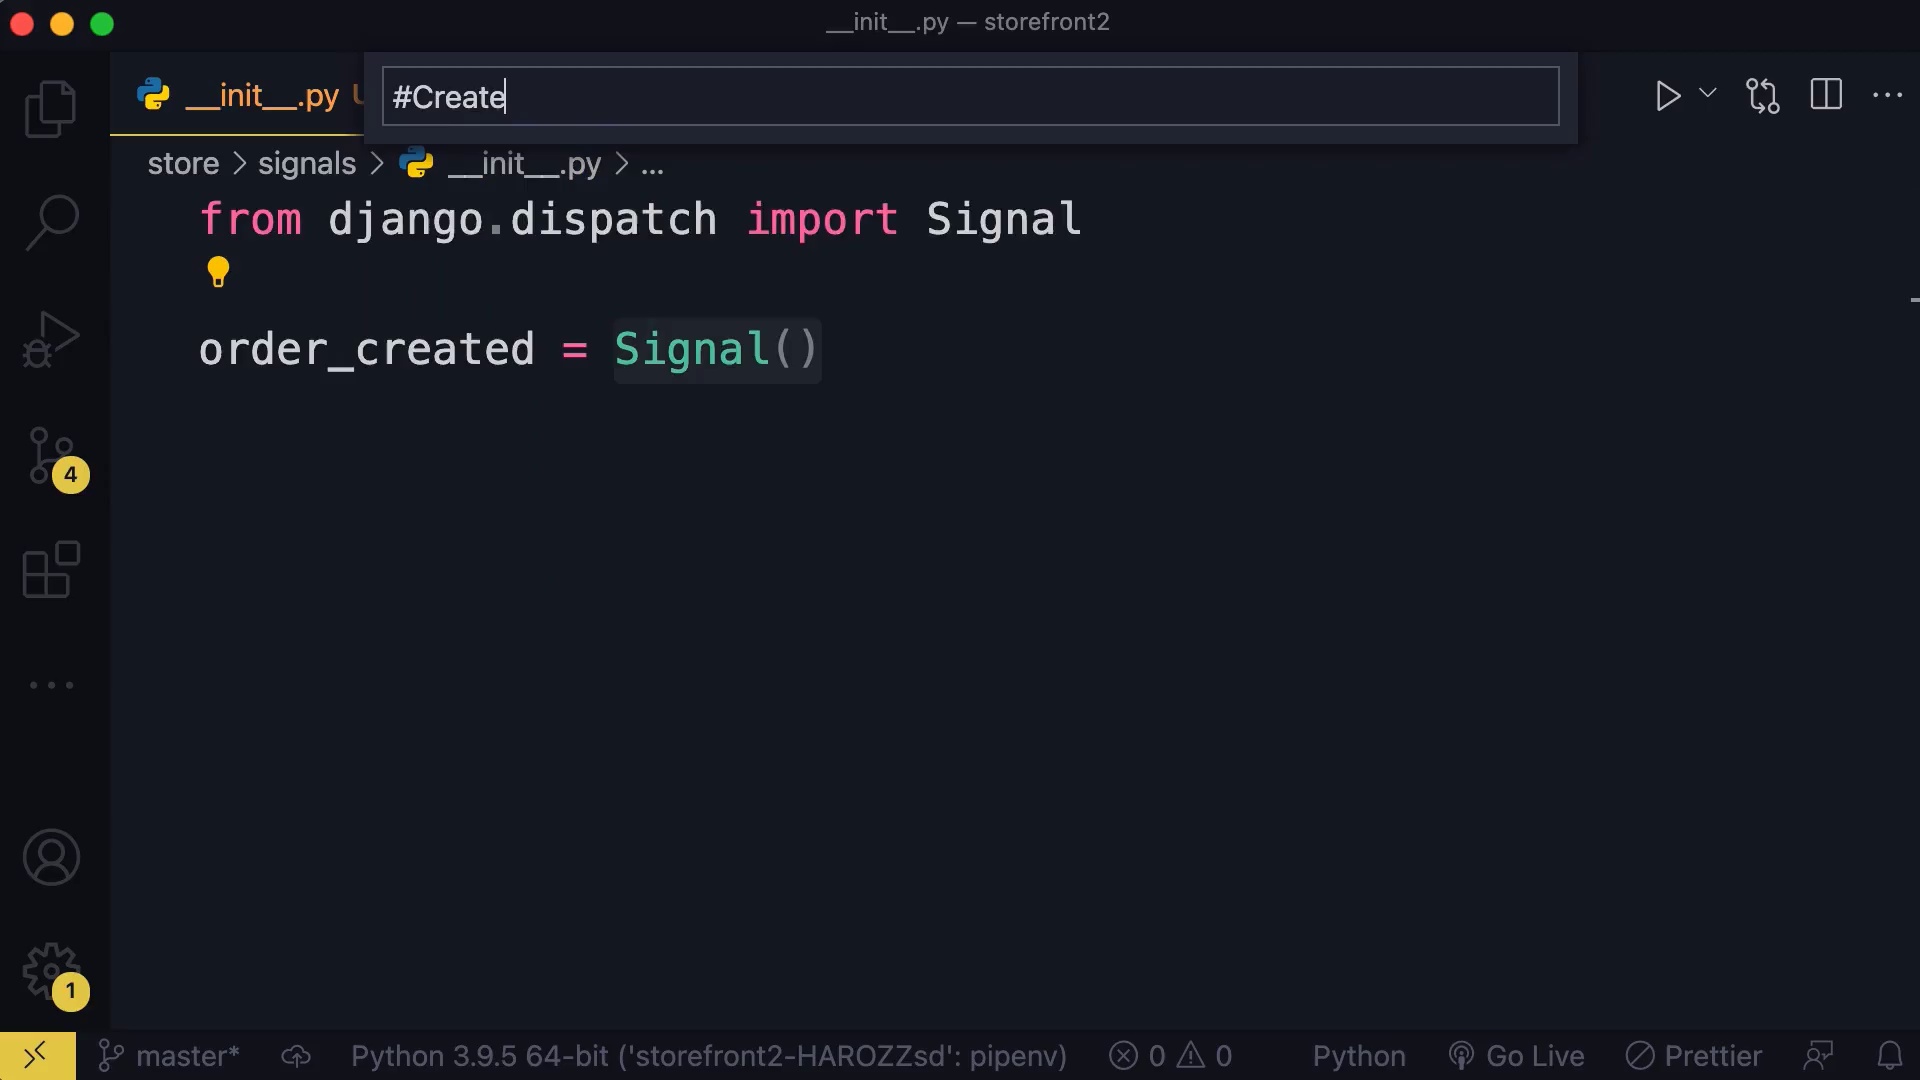 __init__.py — storefront2
__init__.py U
#Create
store > signals > __init__.py > ...
from django.dispatch import Signal
order_created = Signal()
4
1
master*
Python 3.9.5 64-bit ('storefront2-HAROZZsd': pipenv)
0
0
Python
Go Live
Prettier